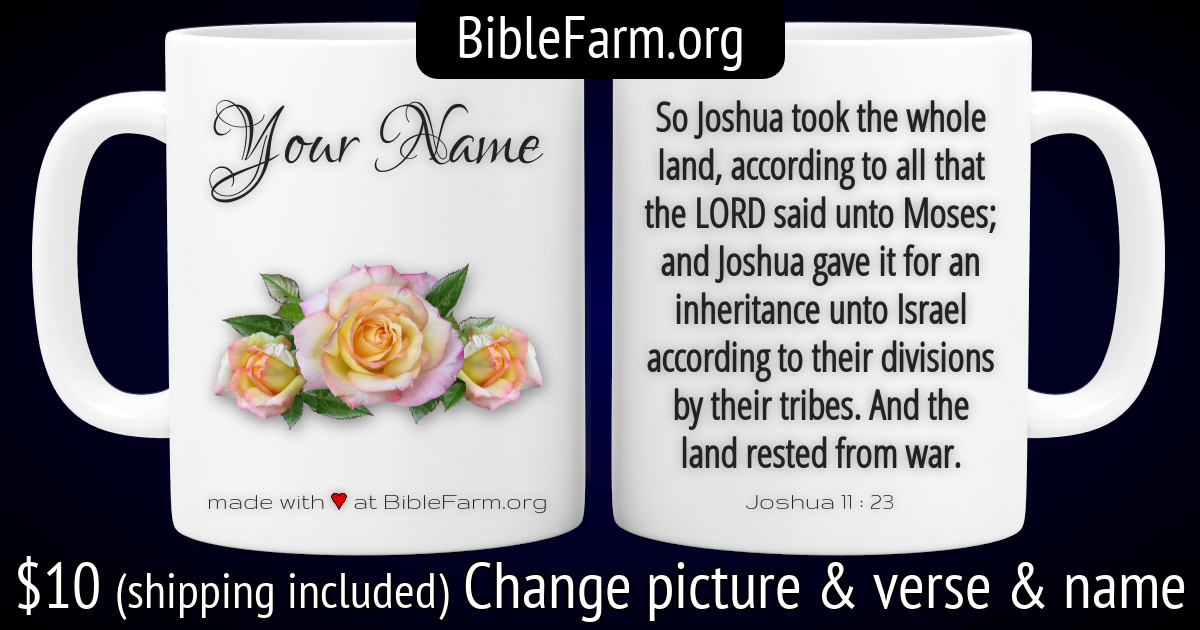 BibleFarm.org
Your Name
made with ♥ at BibleFarm.org
So Joshua took the whole
land, according to all that
the LORD said unto Moses;
and Joshua gave it for an
inheritance unto Israel
according to their divisions
by their tribes. And the
land rested from war.
Joshua 11 : 23
$10 (shipping included) Change picture & verse & name